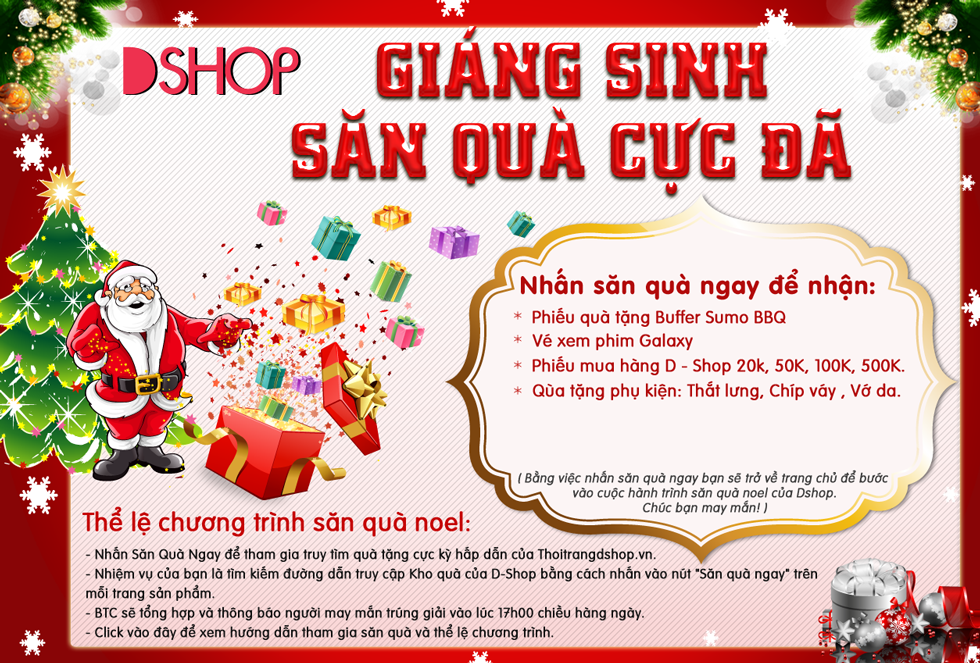 DSHOP
GIÁNG SINH
SĂN QUÀ CỰC ĐÃ
Nhấn săn quà ngay để nhận:
* Phiếu quà tặng Buffer Sumo BBQ
* Vé xem phim Galaxy
* Phiếu mua hàng D - Shop 20k, 50K, 100K, 500K.
* Qùa tặng phụ kiện: Thắt lưng, Chíp váy , Vớ da.
( Bằng việc nhấn săn quà ngay bạn sẽ trở về trang chủ để bước
vào cuộc hành trình săn quà noel của Dshop.
Chúc bạn may mắn! )
Thể lệ chương trình săn quà noel:
- Nhấn Săn Quà Ngay để tham gia truy tìm quà tặng cực kỳ hấp dẫn của Thoitrangdshop.vn.
- Nhiệm vụ của bạn là tìm kiếm đường dẫn truy cập Kho quà của D-Shop bằng cách nhấn vào nút "Săn quà ngay" trên
mỗi trang sản phẩm.
- BTC sẽ tổng hợp và thông báo người may mắn trúng giải vào lúc 17h00 chiều hàng ngày.
- Click vào đây để xem hướng dẫn tham gia săn quà và thể lệ chương trình.